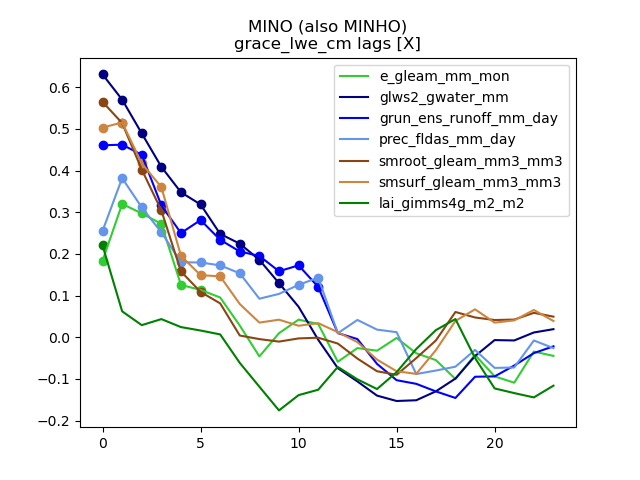 MINO (also MINHO)
grace_lwe_cm lags [X]
e_gleam_mm_mon
glws2_gwater_mm
grun_ens_runoff_mm_day
prec_fldas_mm_day
smroot_gleam_mm3_mm3
smsurf_gleam_mm3_mm3
lai_gimms4g_m2_m2
0.6
0.5
0.4
0.3
0.2
0.1
0.0
−0.1
−0.2
0 5 10 15 20